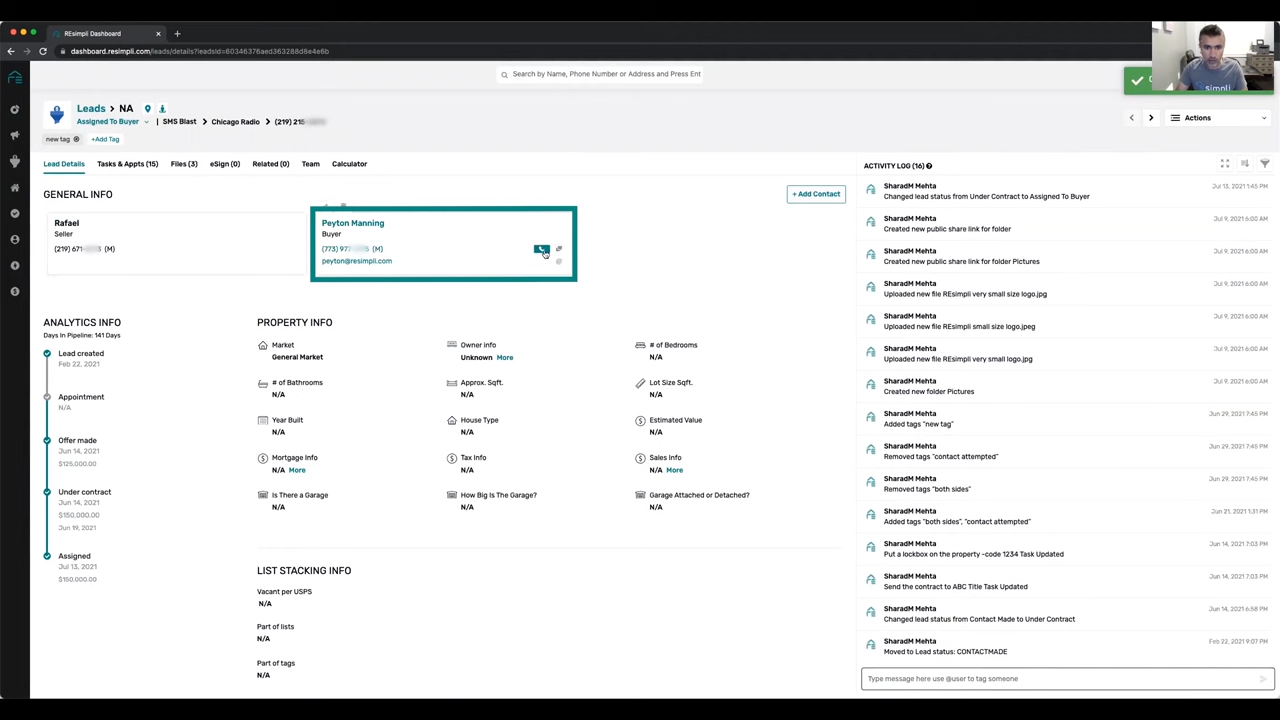 REsimpli Dashboard
dashboard.resimpli.com/leads/details?leadsId=60346376aed363288d8e4e6b
Search by Name, Phone Number or Address and Press Ent
simpli
Leads > NA
Assigned To Buyer | SMS Blast > Chicago Radio > (219) 215
Actions
new tag +Add Tag
Lead Details Tasks & Appts (15) Files (3) eSign (0) Related (0) Team Calculator
GENERAL INFO
+ Add Contact
Rafael
Seller
(219) 671 (M)
Peyton Manning
Buyer
(773) 97 (M)
peyton@resimpli.com
ANALYTICS INFO
Days In Pipeline: 141 Days
Lead created
Feb 22, 2021
Appointment
N/A
Offer made
Jun 14, 2021
$125,000.00
Under contract
Jun 14, 2021
$150,000.00
Jun 19, 2021
Assigned
Jul 13, 2021
$150,000.00
PROPERTY INFO
Market Owner info # of Bedrooms
General Market Unknown More N/A
# of Bathrooms Approx. Sqft. Lot Size Sqft.
N/A N/A N/A
Year Built House Type Estimated Value
N/A N/A N/A
Mortgage Info Tax Info Sales Info
N/A More N/A N/A More
Is There a Garage How Big Is The Garage? Garage Attached or Detached?
N/A N/A N/A
LIST STACKING INFO
Vacant per USPS
N/A
Part of lists
N/A
Part of tags
N/A
ACTIVITY LOG (16)
SharadM Mehta Jul 13, 2021 1:45 PM
Changed lead status from Under Contract to Assigned To Buyer
SharadM Mehta Jul 9, 2021 6:00 AM
Created new public share link for folder
SharadM Mehta Jul 9, 2021 6:00 AM
Created new public share link for folder Pictures
SharadM Mehta Jul 9, 2021 6:00 AM
Uploaded new file REsimpli very small size logo.jpg
SharadM Mehta Jul 9, 2021 6:00 AM
Uploaded new file REsimpli small size logo.jpeg
SharadM Mehta Jul 9, 2021 6:00 AM
Uploaded new file REsimpli very small logo.jpg
SharadM Mehta Jul 9, 2021 6:00 AM
Created new folder Pictures
SharadM Mehta Jun 29, 2021 7:45 PM
Added tags "new tag"
SharadM Mehta Jun 29, 2021 7:45 PM
Removed tags "contact attempted"
SharadM Mehta Jun 29, 2021 7:45 PM
Removed tags "both sides"
SharadM Mehta Jun 21, 2021 1:31 PM
Added tags "both sides", "contact attempted"
SharadM Mehta Jun 14, 2021 7:03 PM
Put a lockbox on the property -code 1234 Task Updated
SharadM Mehta Jun 14, 2021 7:03 PM
Send the contract to ABC Title Task Updated
SharadM Mehta Jun 14, 2021 6:58 PM
Changed lead status from Contact Made to Under Contract
SharadM Mehta Feb 22, 2021 9:07 PM
Moved to Lead status: CONTACTMADE
Type message here use @user to tag someone